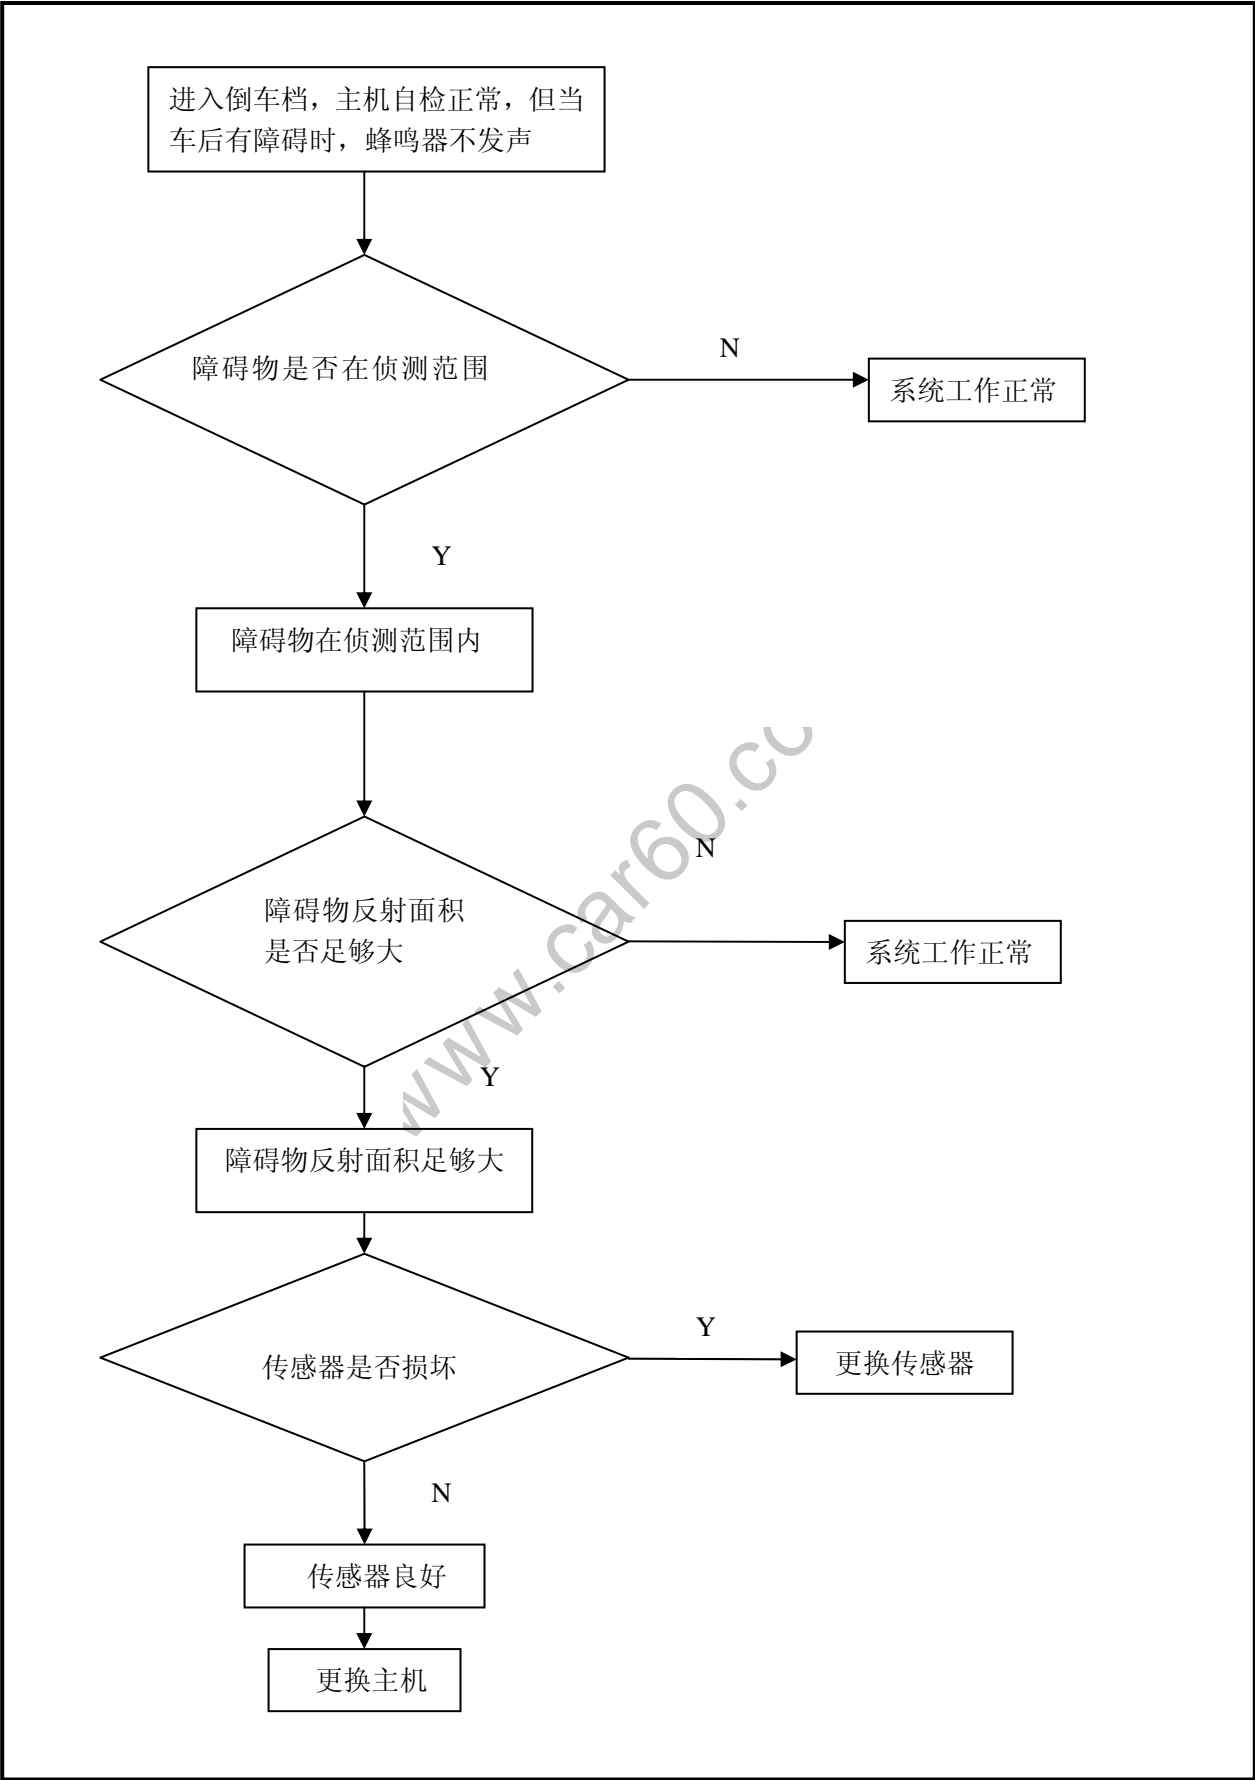 进入倒车档，主机自检正常，但当
车后有障碍时，蜂鸣器不发声
障碍物是否在侦测范围
N
系统工作正常
Y
障碍物在侦测范围内
www.car60.co
N
障碍物反射面积
是否足够大
系统工作正常
Y
障碍物反射面积足够大
传感器是否损坏
Y
更换传感器
N
传感器良好
更换主机